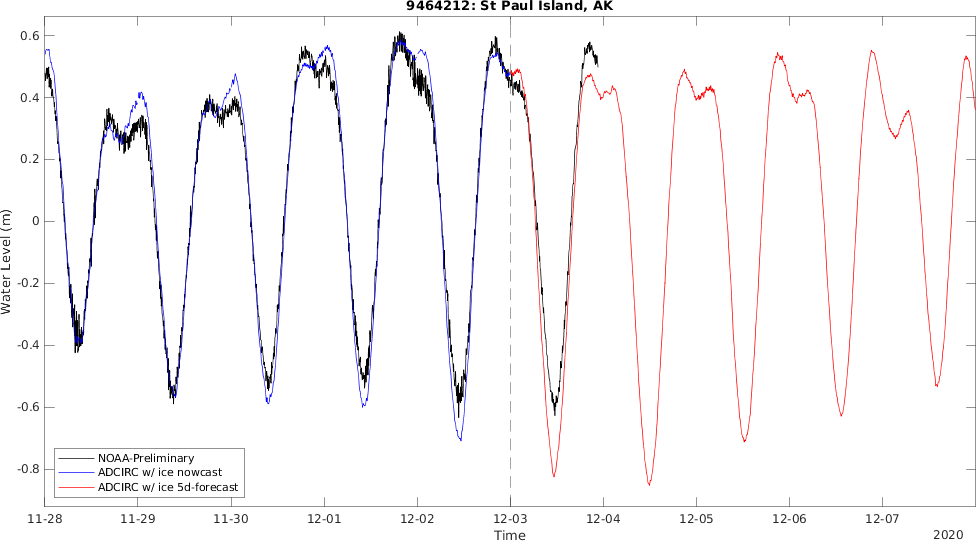 9464212: St Paul Island, AK
Water Level (m)
0.6
0.4
0.2
0
-0.2
-0.4
-0.6
-0.8
NOAA-Preliminary
ADCIRC w/ ice nowcast
ADCIRC w/ ice 5d-forecast
11-28 11-29 11-30 12-01 12-02 12-03 12-04 12-05 12-06 12-07
Time
2020